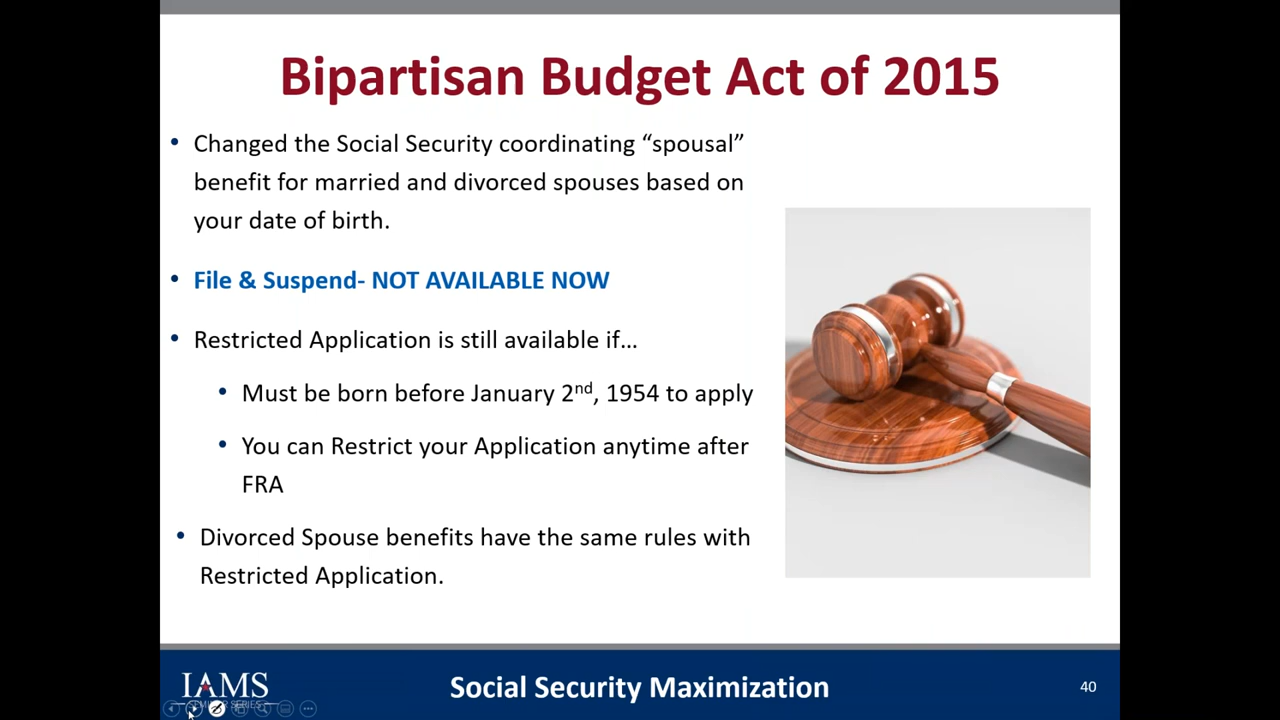 Bipartisan Budget Act of 2015
• Changed the Social Security coordinating “spousal”
benefit for married and divorced spouses based on
your date of birth.
• File & Suspend- NOT AVAILABLE NOW
• Restricted Application is still available if…
• Must be born before January 2nd, 1954 to apply
• You can Restrict your Application anytime after
FRA
• Divorced Spouse benefits have the same rules with
Restricted Application.
IAMS
SERIES
Social Security Maximization
40